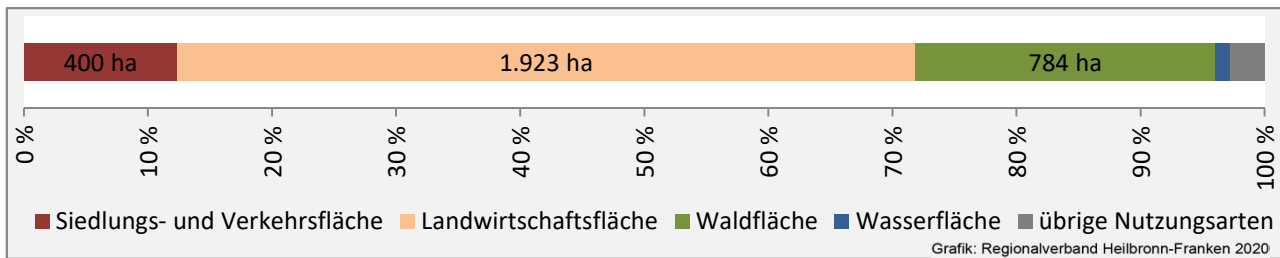 400 ha 1.923 ha 784 ha
0 % 10 % 20 % 30 % 40 % 50 % 60 % 70 % 80 % 90 % 100 %
Siedlungs- und Verkehrsfläche Landwirtschaftsfläche Waldfläche Wasserfläche übrige Nutzungsarten
Grafik: Regionalverband Heilbronn-Franken 2020